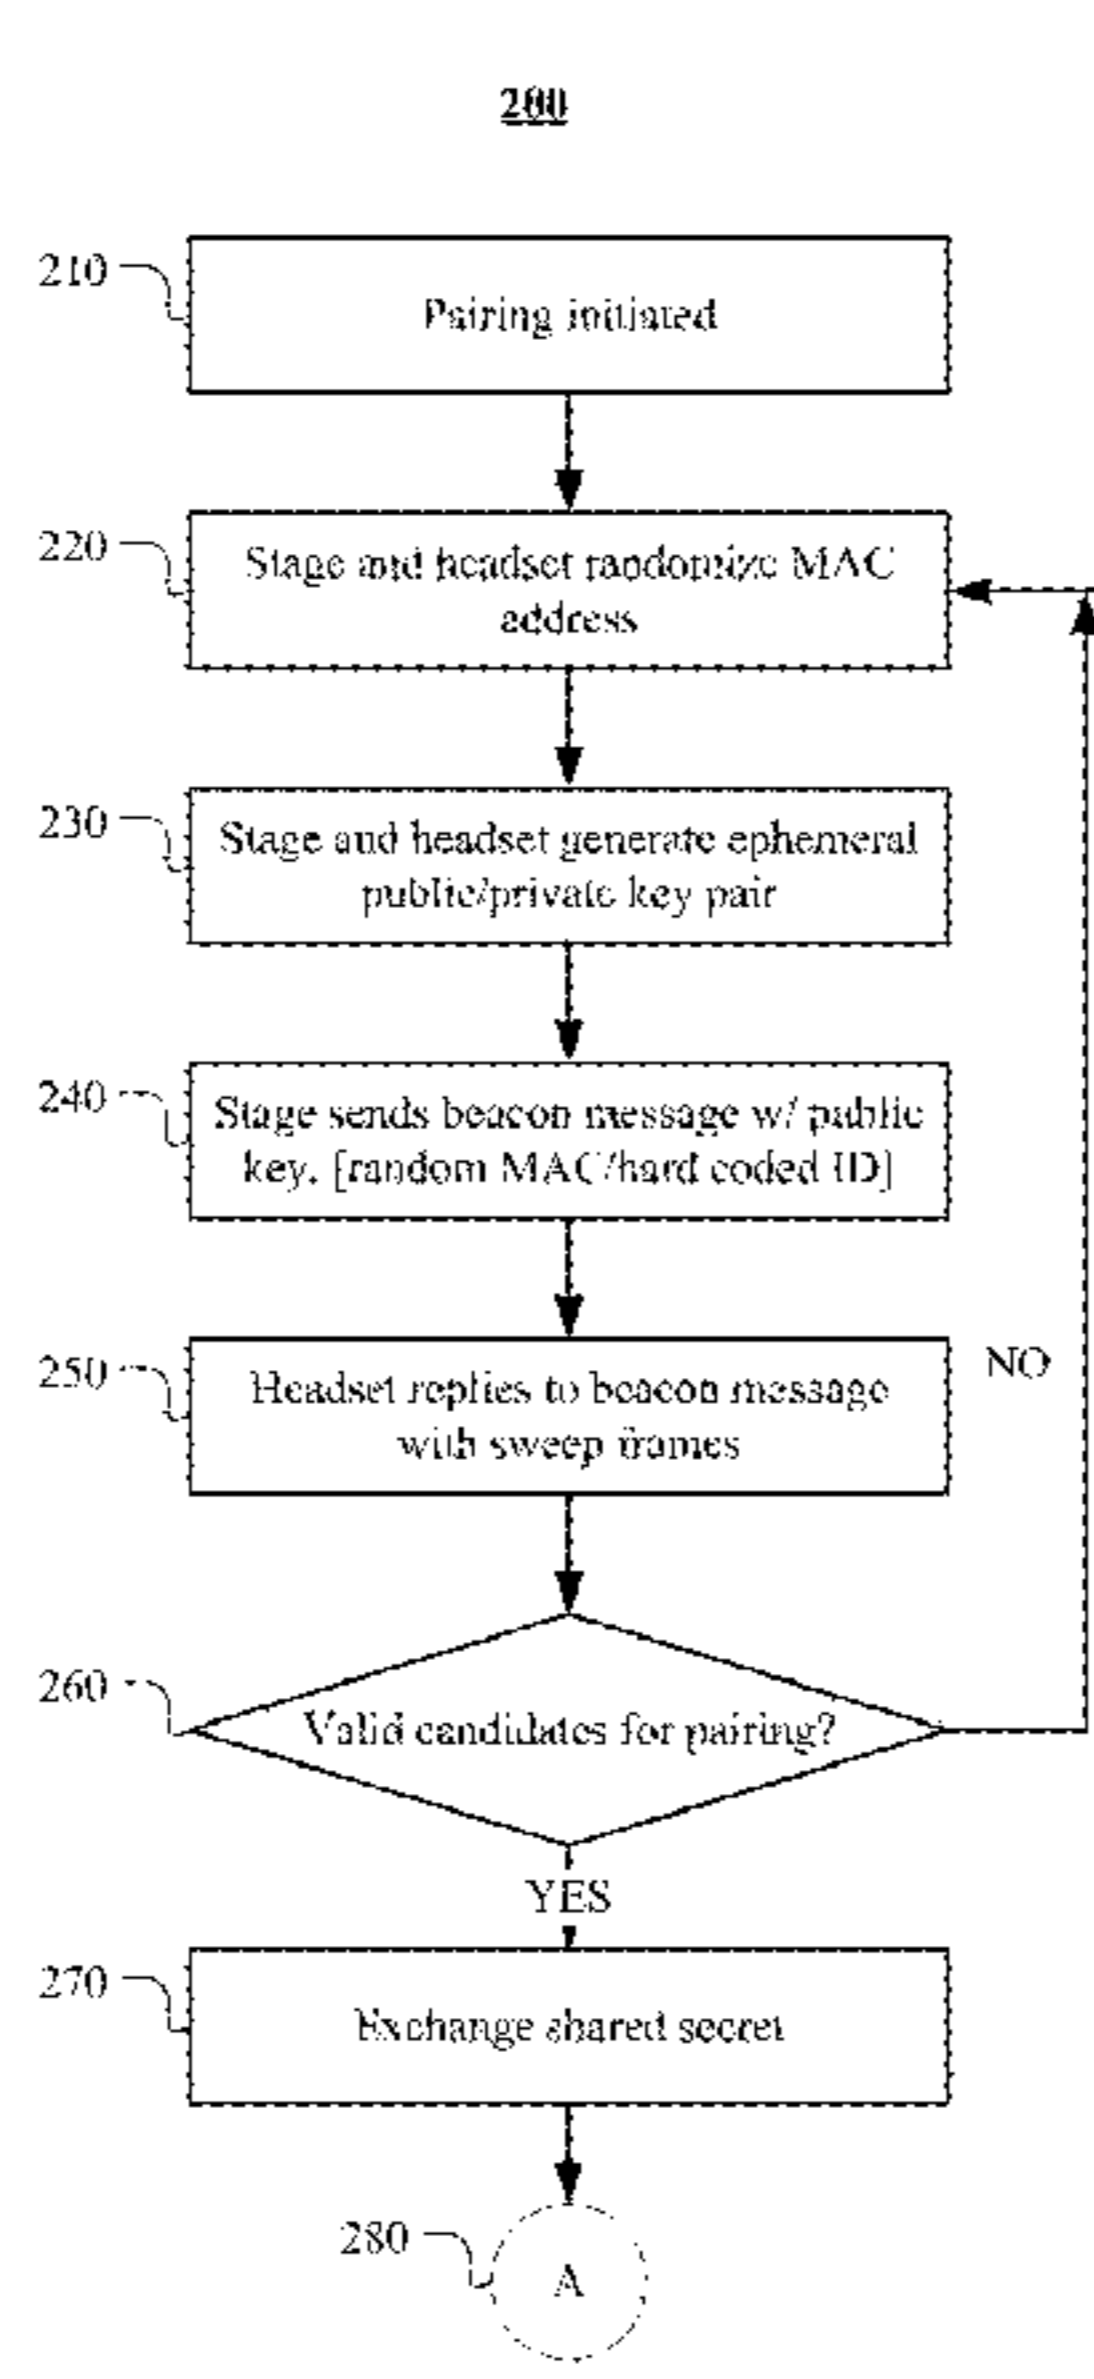 200
210
Pairing initiated
220
Stage and headset randomize MAC
address
230
Stage and headset generate ephemeral
public/private key pair
240
Stage sends beacon message w/ public
key, [random MAC/hard coded ID]
250
Headset replies to beacon message
with sweep frames
NO
260
Valid candidates for pairing?
YES
270
Exchange shared secret
280
A